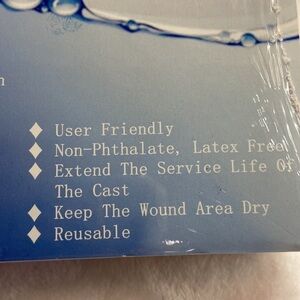 User Friendly
Non-Phthalate, Latex Free
Extend The Service Life Of
The Cast
Keep The Wound Area Dry
Reusable